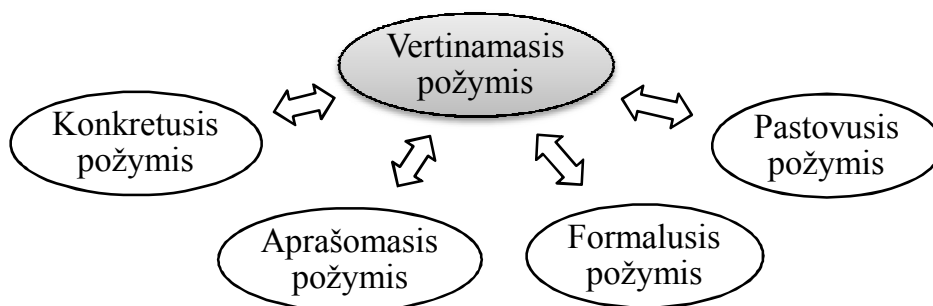 Vertinamasis
požymis
Konkretusis
požymis
Pastovusis
požymis
Aprašomasis
požymis
Formalusis
požymis